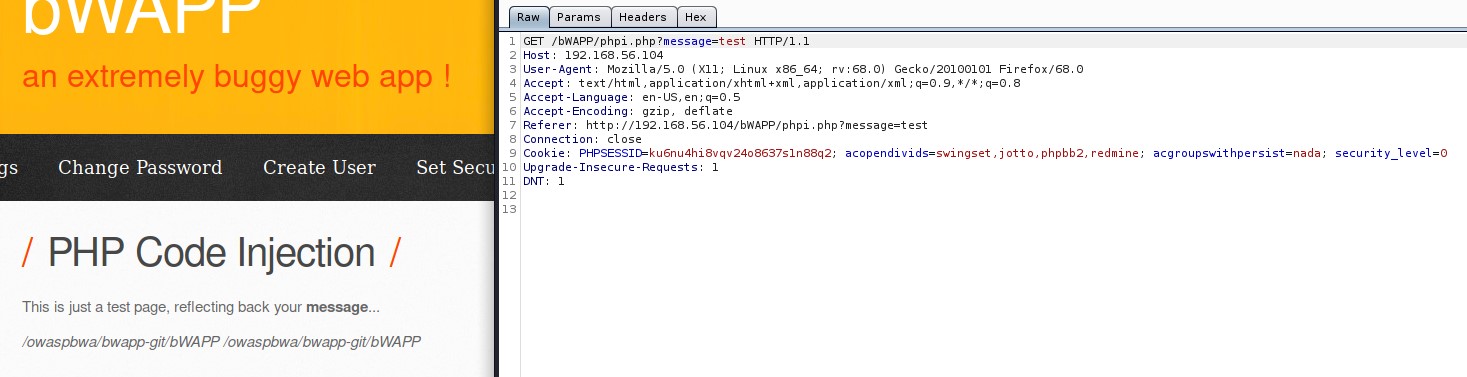 bWAPP
an extremely buggy web app !
gs Change Password Create User Set Secu
/ PHP Code Injection /
This is just a test page, reflecting back your message...
/owaspbwa/bwapp-git/bWAPP /owaspbwa/bwapp-git/bWAPP
Raw Params Headers Hex
1 GET /bWAPP/phpi.php?message=test HTTP/1.1
2 Host: 192.168.56.104
3 User-Agent: Mozilla/5.0 (X11; Linux x86_64; rv:68.0) Gecko/20100101 Firefox/68.0
4 Accept: text/html,application/xhtml+xml,application/xml;q=0.9,*/*;q=0.8
5 Accept-Language: en-US,en;q=0.5
6 Accept-Encoding: gzip, deflate
7 Referer: http://192.168.56.104/bWAPP/phpi.php?message=test
8 Connection: close
9 Cookie: PHPSESSID=ku6nu4hi8vqv24o8637s1n88q2; acopendivids=swingset,jotto,phpbb2,redmine; acgroupswithpersist=nada; security_level=0
10 Upgrade-Insecure-Requests: 1
11 DNT: 1
12
13